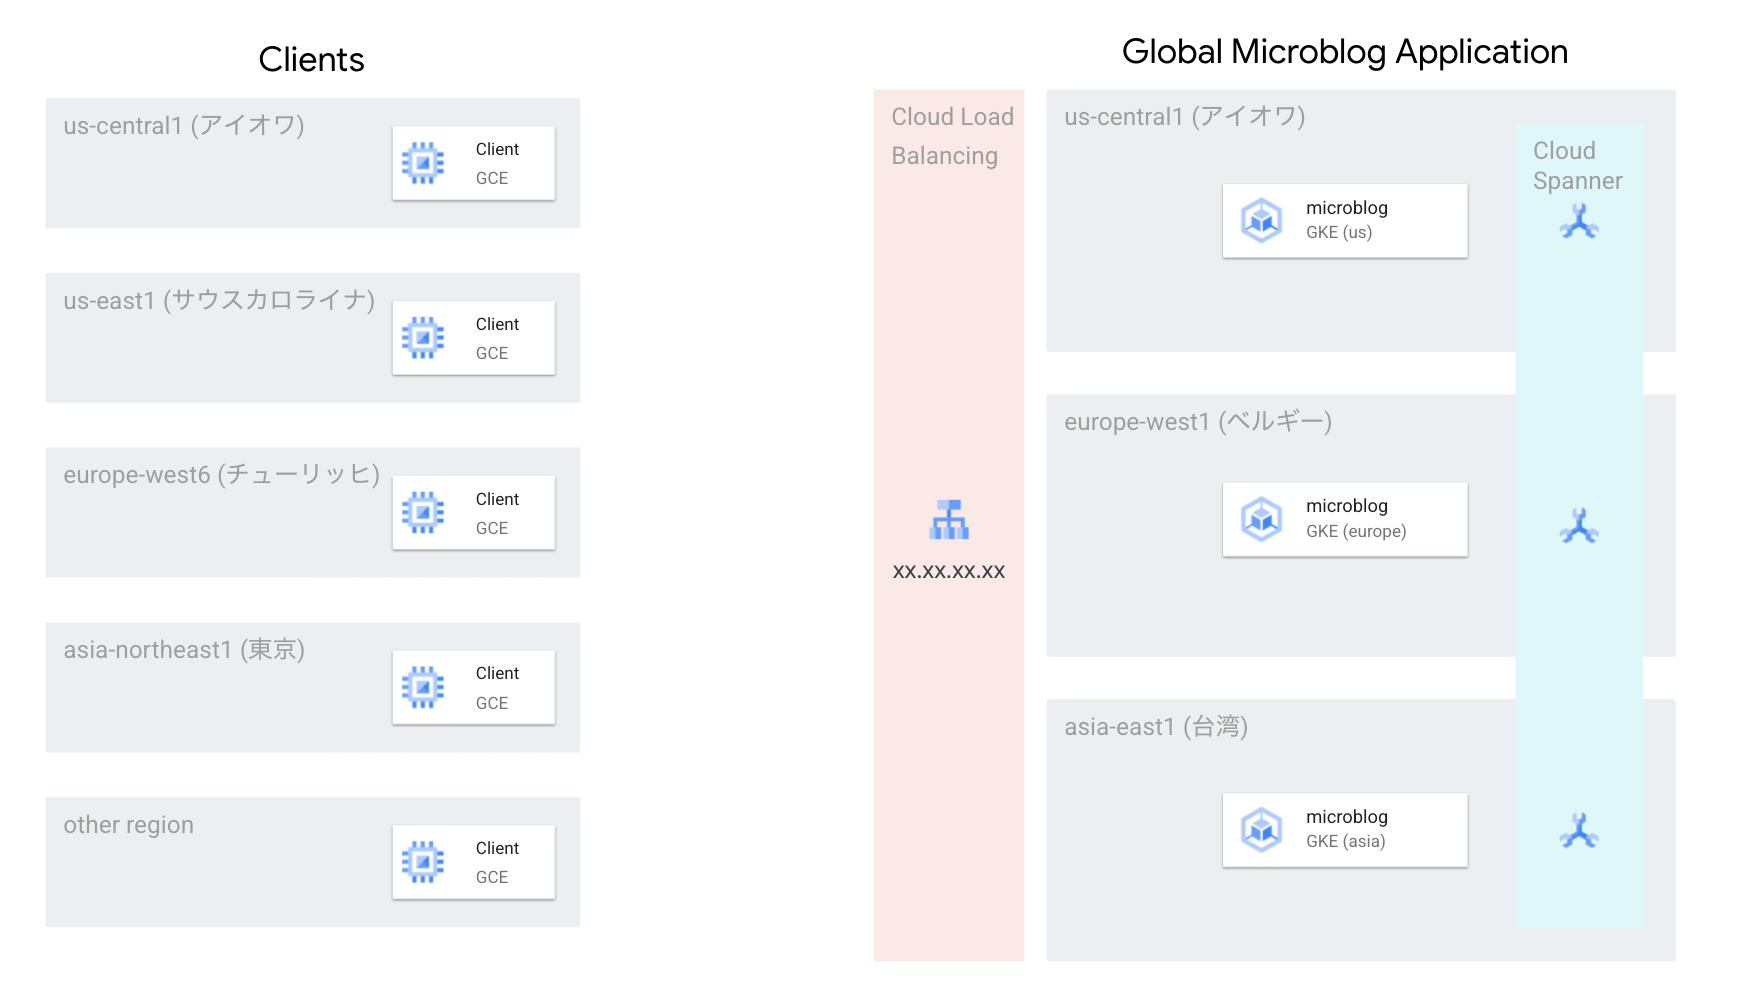 Clients
us-central1 (アイオワ)
Client
GCE
us-east1 (サウスカロライナ)
Client
GCE
europe-west6 (チューリッヒ)
Client
GCE
asia-northeast1 (東京)
Client
GCE
other region
Client
GCE
Global Microblog Application
Cloud Load
Balancing
xx.xx.xx.xx
us-central1 (アイオワ)
microblog
GKE (us)
Cloud
Spanner
europe-west1 (ベルギー)
microblog
GKE (europe)
asia-east1 (台湾)
microblog
GKE (asia)